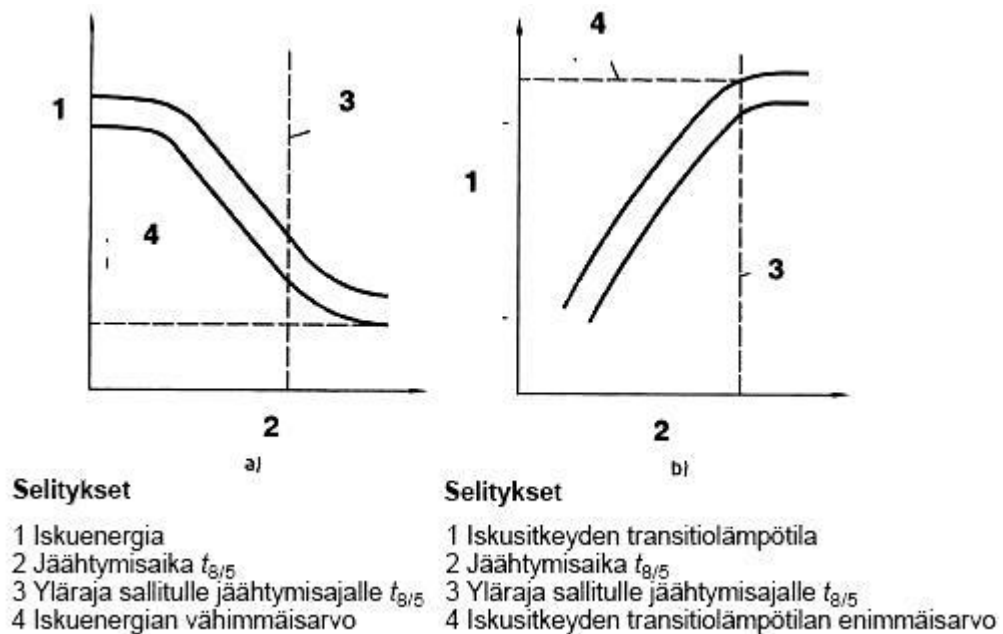 1
3
4
2
a)
4
1
3
2
b)
Selitykset
1 Iskuenergia
2 Jäähtymisaika t8/5
3 Yläraja sallitulle jäähtymisajalle t8/5
4 Iskuenergian vähimmäisarvo
Selitykset
1 Iskusitkeyden transitiolämpötila
2 Jäähtymisaika t8/5
3 Yläraja sallitulle jäähtymisajalle t8/5
4 Iskusitkeyden transitiolämpötilan enimmäisarvo